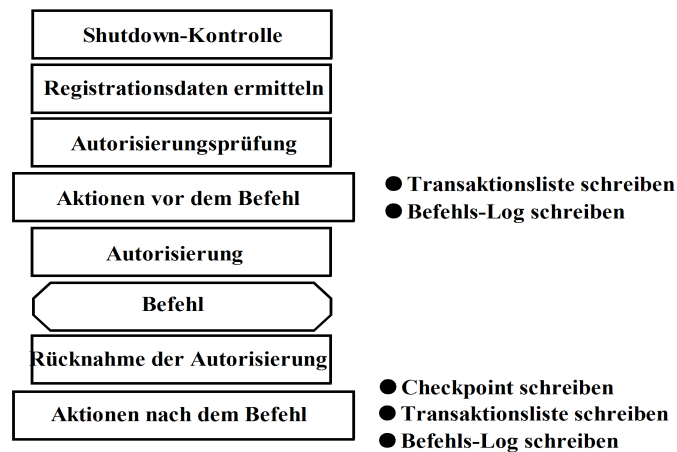 Shutdown-Kontrolle
Registrationsdaten ermitteln
Autorisierungsprüfung
Aktionen vor dem Befehl
● Transaktionsliste schreiben
● Befehls-Log schreiben
Autorisierung
Befehl
Rücknahme der Autorisierung
Aktionen nach dem Befehl
● Checkpoint schreiben
● Transaktionsliste schreiben
● Befehls-Log schreiben